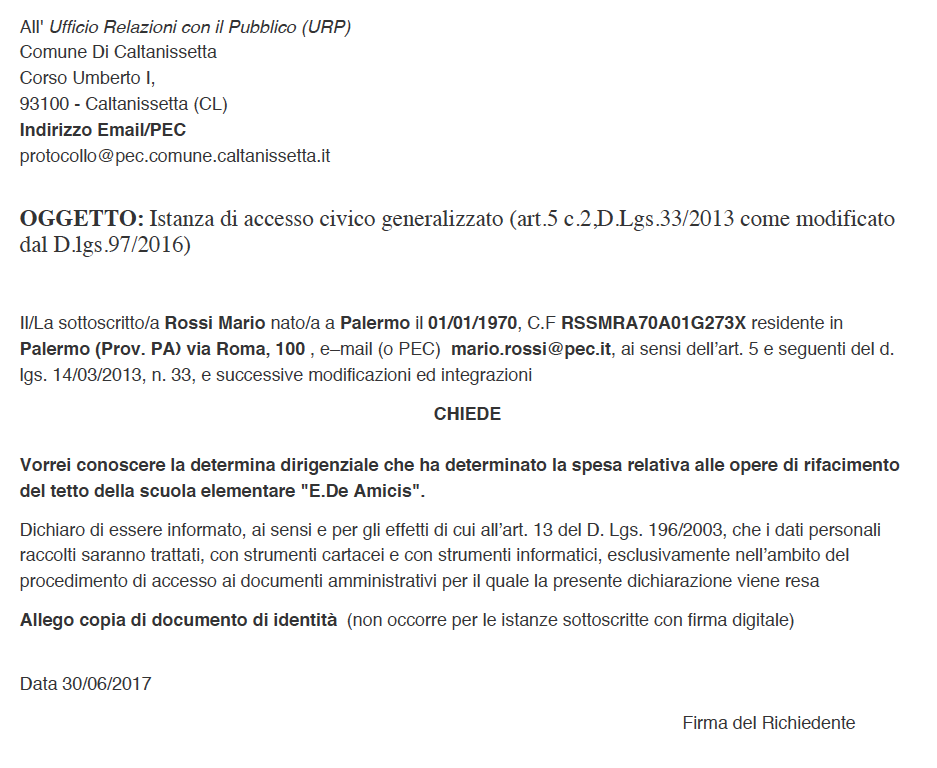 All' Ufficio Relazioni con il Pubblico (URP)
Comune Di Caltanissetta
Corso Umberto I,
93100 - Caltanissetta (CL)
Indirizzo Email/PEC
protocollo@pec.comune.caltanissetta.it
OGGETTO: Istanza di accesso civico generalizzato (art.5 c.2,D.Lgs.33/2013 come modificato
dal D.lgs.97/2016)
Il/La sottoscritto/a Rossi Mario nato/a a Palermo il 01/01/1970, C.F RSSMRA70A01G273X residente in
Palermo (Prov. PA) via Roma, 100 , e–mail (o PEC)  mario.rossi@pec.it, ai sensi dell’art. 5 e seguenti del d.
lgs. 14/03/2013, n. 33, e successive modificazioni ed integrazioni
CHIEDE
Vorrei conoscere la determina dirigenziale che ha determinato la spesa relativa alle opere di rifacimento
del tetto della scuola elementare "E.De Amicis".
Dichiaro di essere informato, ai sensi e per gli effetti di cui all’art. 13 del D. Lgs. 196/2003, che i dati personali
raccolti saranno trattati, con strumenti cartacei e con strumenti informatici, esclusivamente nell’ambito del
procedimento di accesso ai documenti amministrativi per il quale la presente dichiarazione viene resa
Allego copia di documento di identità  (non occorre per le istanze sottoscritte con firma digitale)
Data 30/06/2017
Firma del Richiedente